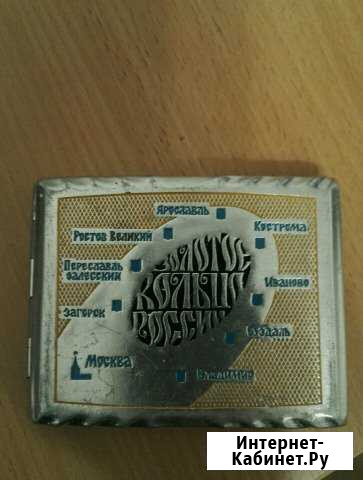 Ярославль
Кострома
Ростов Великий
Переславль
Залесский
Загорск
Иваново
Суздаль
Москва
Владимир
ЗОЛОТОЕ
КОЛЬЦО
РОССИИ
Интернет-
Кабинет.Ру